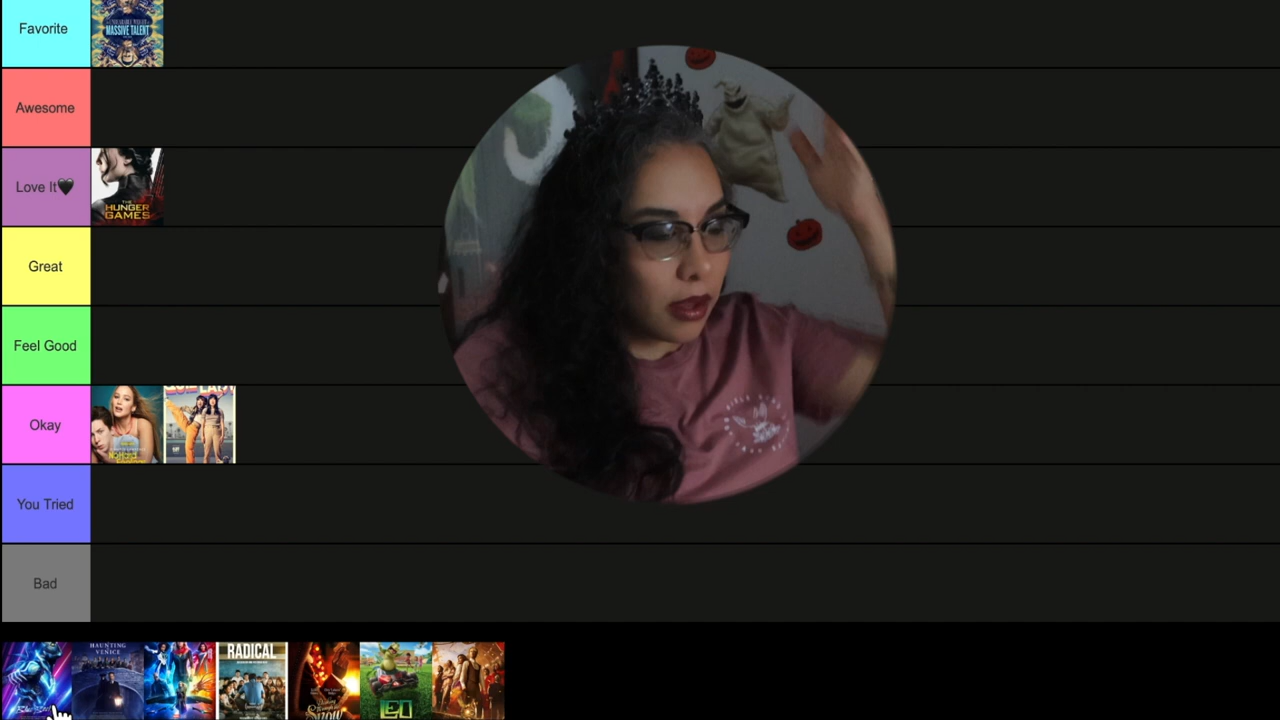 Favorite
MASSIVE TALENT
Awesome
Love It🖤
THE
HUNGER
GAMES
Great
Feel Good
Okay
You Tried
Bad
HAUNTING
VENICE
RADICAL
LEO